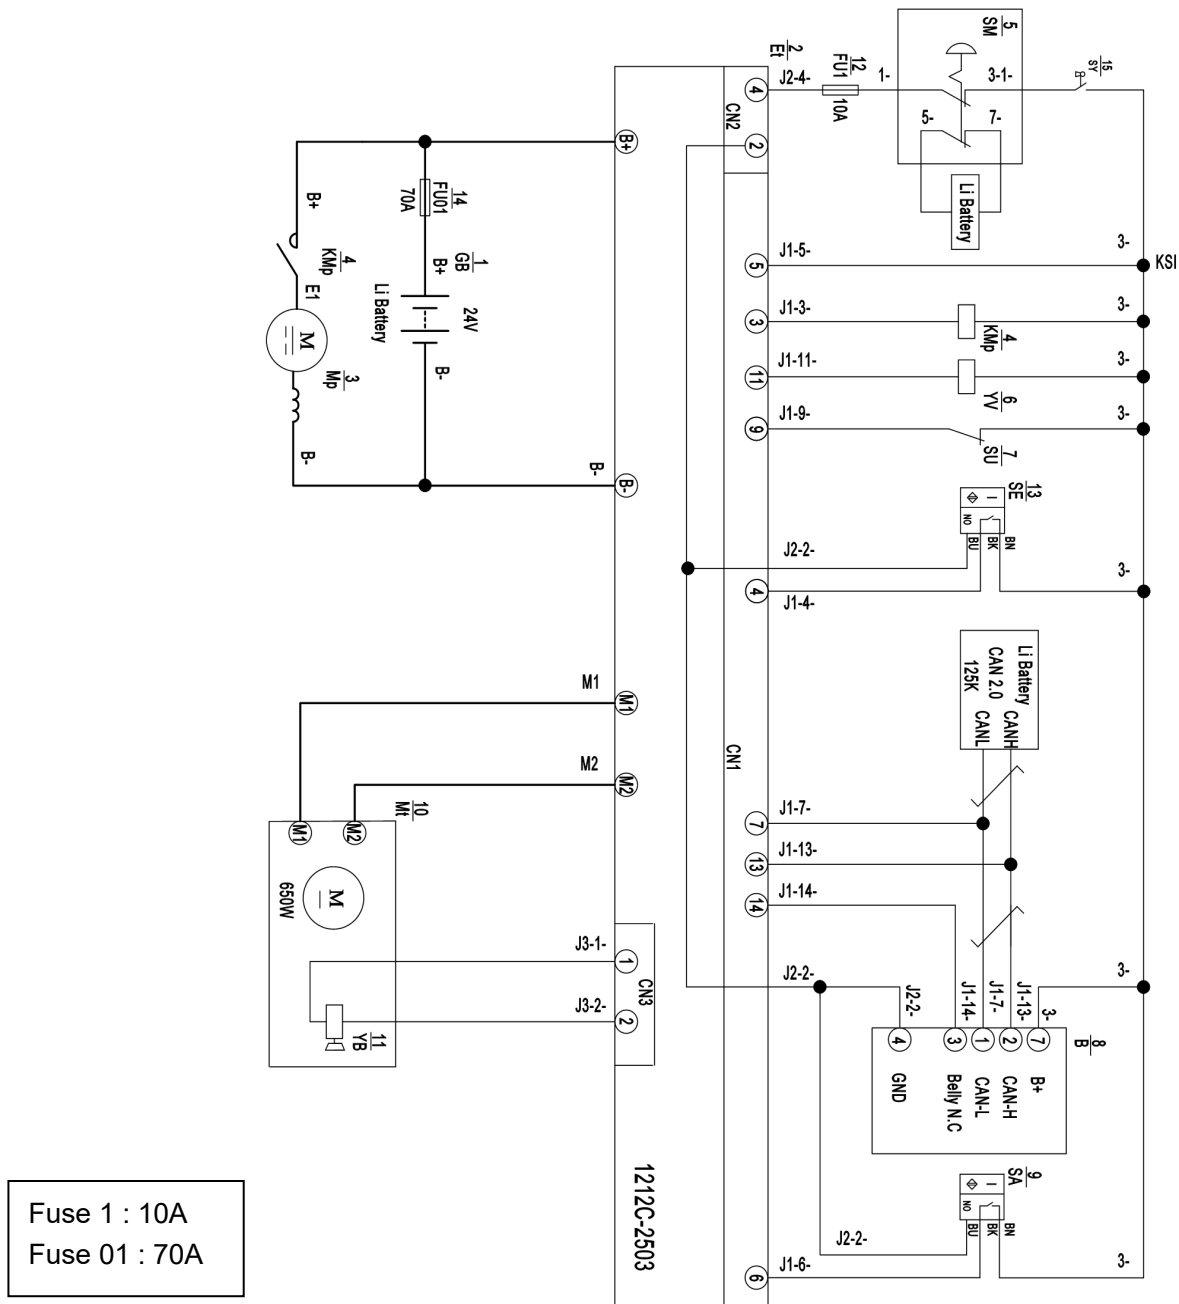 5
SM
2
Et
12
FU1
15
SY
J2-4-
1-
3-1-
4
10A
5-
7-
CN2
2
B+
Li Battery
14
FU01
70A
B+
4
KMp
1
GB
B+
J1-5-
3-
5
KSI
E1
Li Battery
24V
J1-3-
3-
3
4
KMp
M
B-
J1-11-
3-
11
6
YV
3
Mp
J1-9-
3-
9
7
SU
B-
B-
B-
13
SE
NO
BU
BK
BN
J2-2-
3-
4
J1-4-
Li Battery
CAN 2.0
125K
CANH
CANL
M1
M1
CN1
M2
M2
10
Mt
J1-7-
7
M1
M2
J1-13-
13
650W
M
J1-14-
14
J3-1-
1
CN3
J2-2-
3-
J3-2-
2
J2-2-
J1-14-
J1-7-
J1-13-
3-
11
YB
4
3
1
2
7
8
B
GND
Belly N.C
CAN-L
CAN-H
B+
1212C-2503
9
SA
NO
BU
BK
BN
J2-2-
J1-6-
3-
6
Fuse 1 : 10A
Fuse 01 : 70A